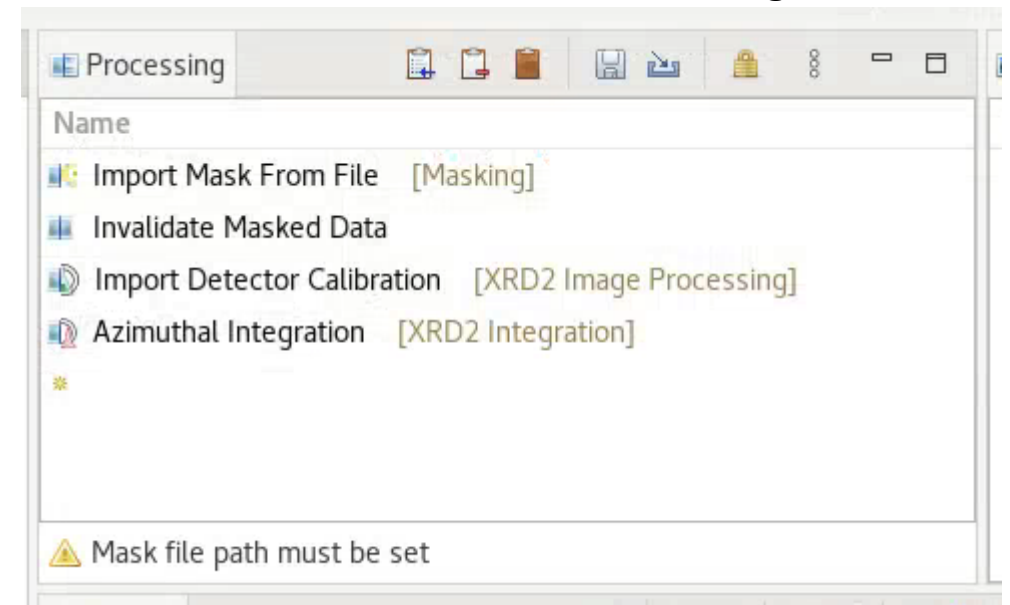 Processing
Name
Import Mask From File [Masking]
Invalidate Masked Data
Import Detector Calibration [XRD2 Image Processing]
Azimuthal Integration [XRD2 Integration]
Mask file path must be set